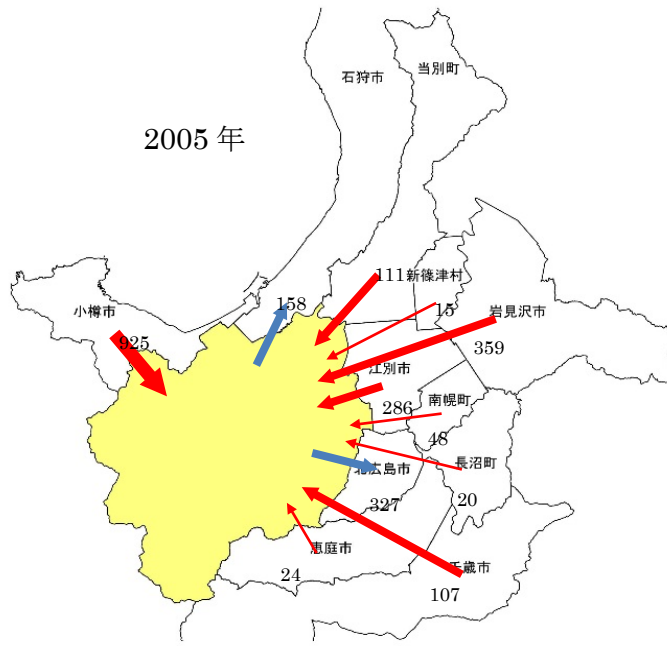 当別町
石狩市
2005 年
111
新篠津村
158
小樽市
15
岩見沢市
925
359
江別市
南幌町
286
48
長沼町
北広島市
20
327
恵庭市
千歳市
24
107